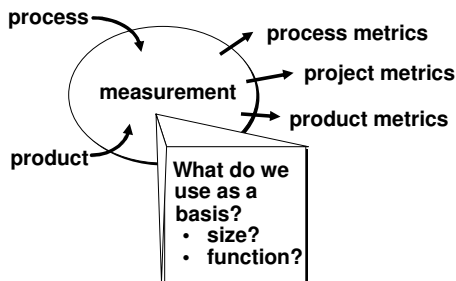 process
process metrics
project metrics
measurement
product metrics
product
What do we
use as a
basis?
• size?
• function?